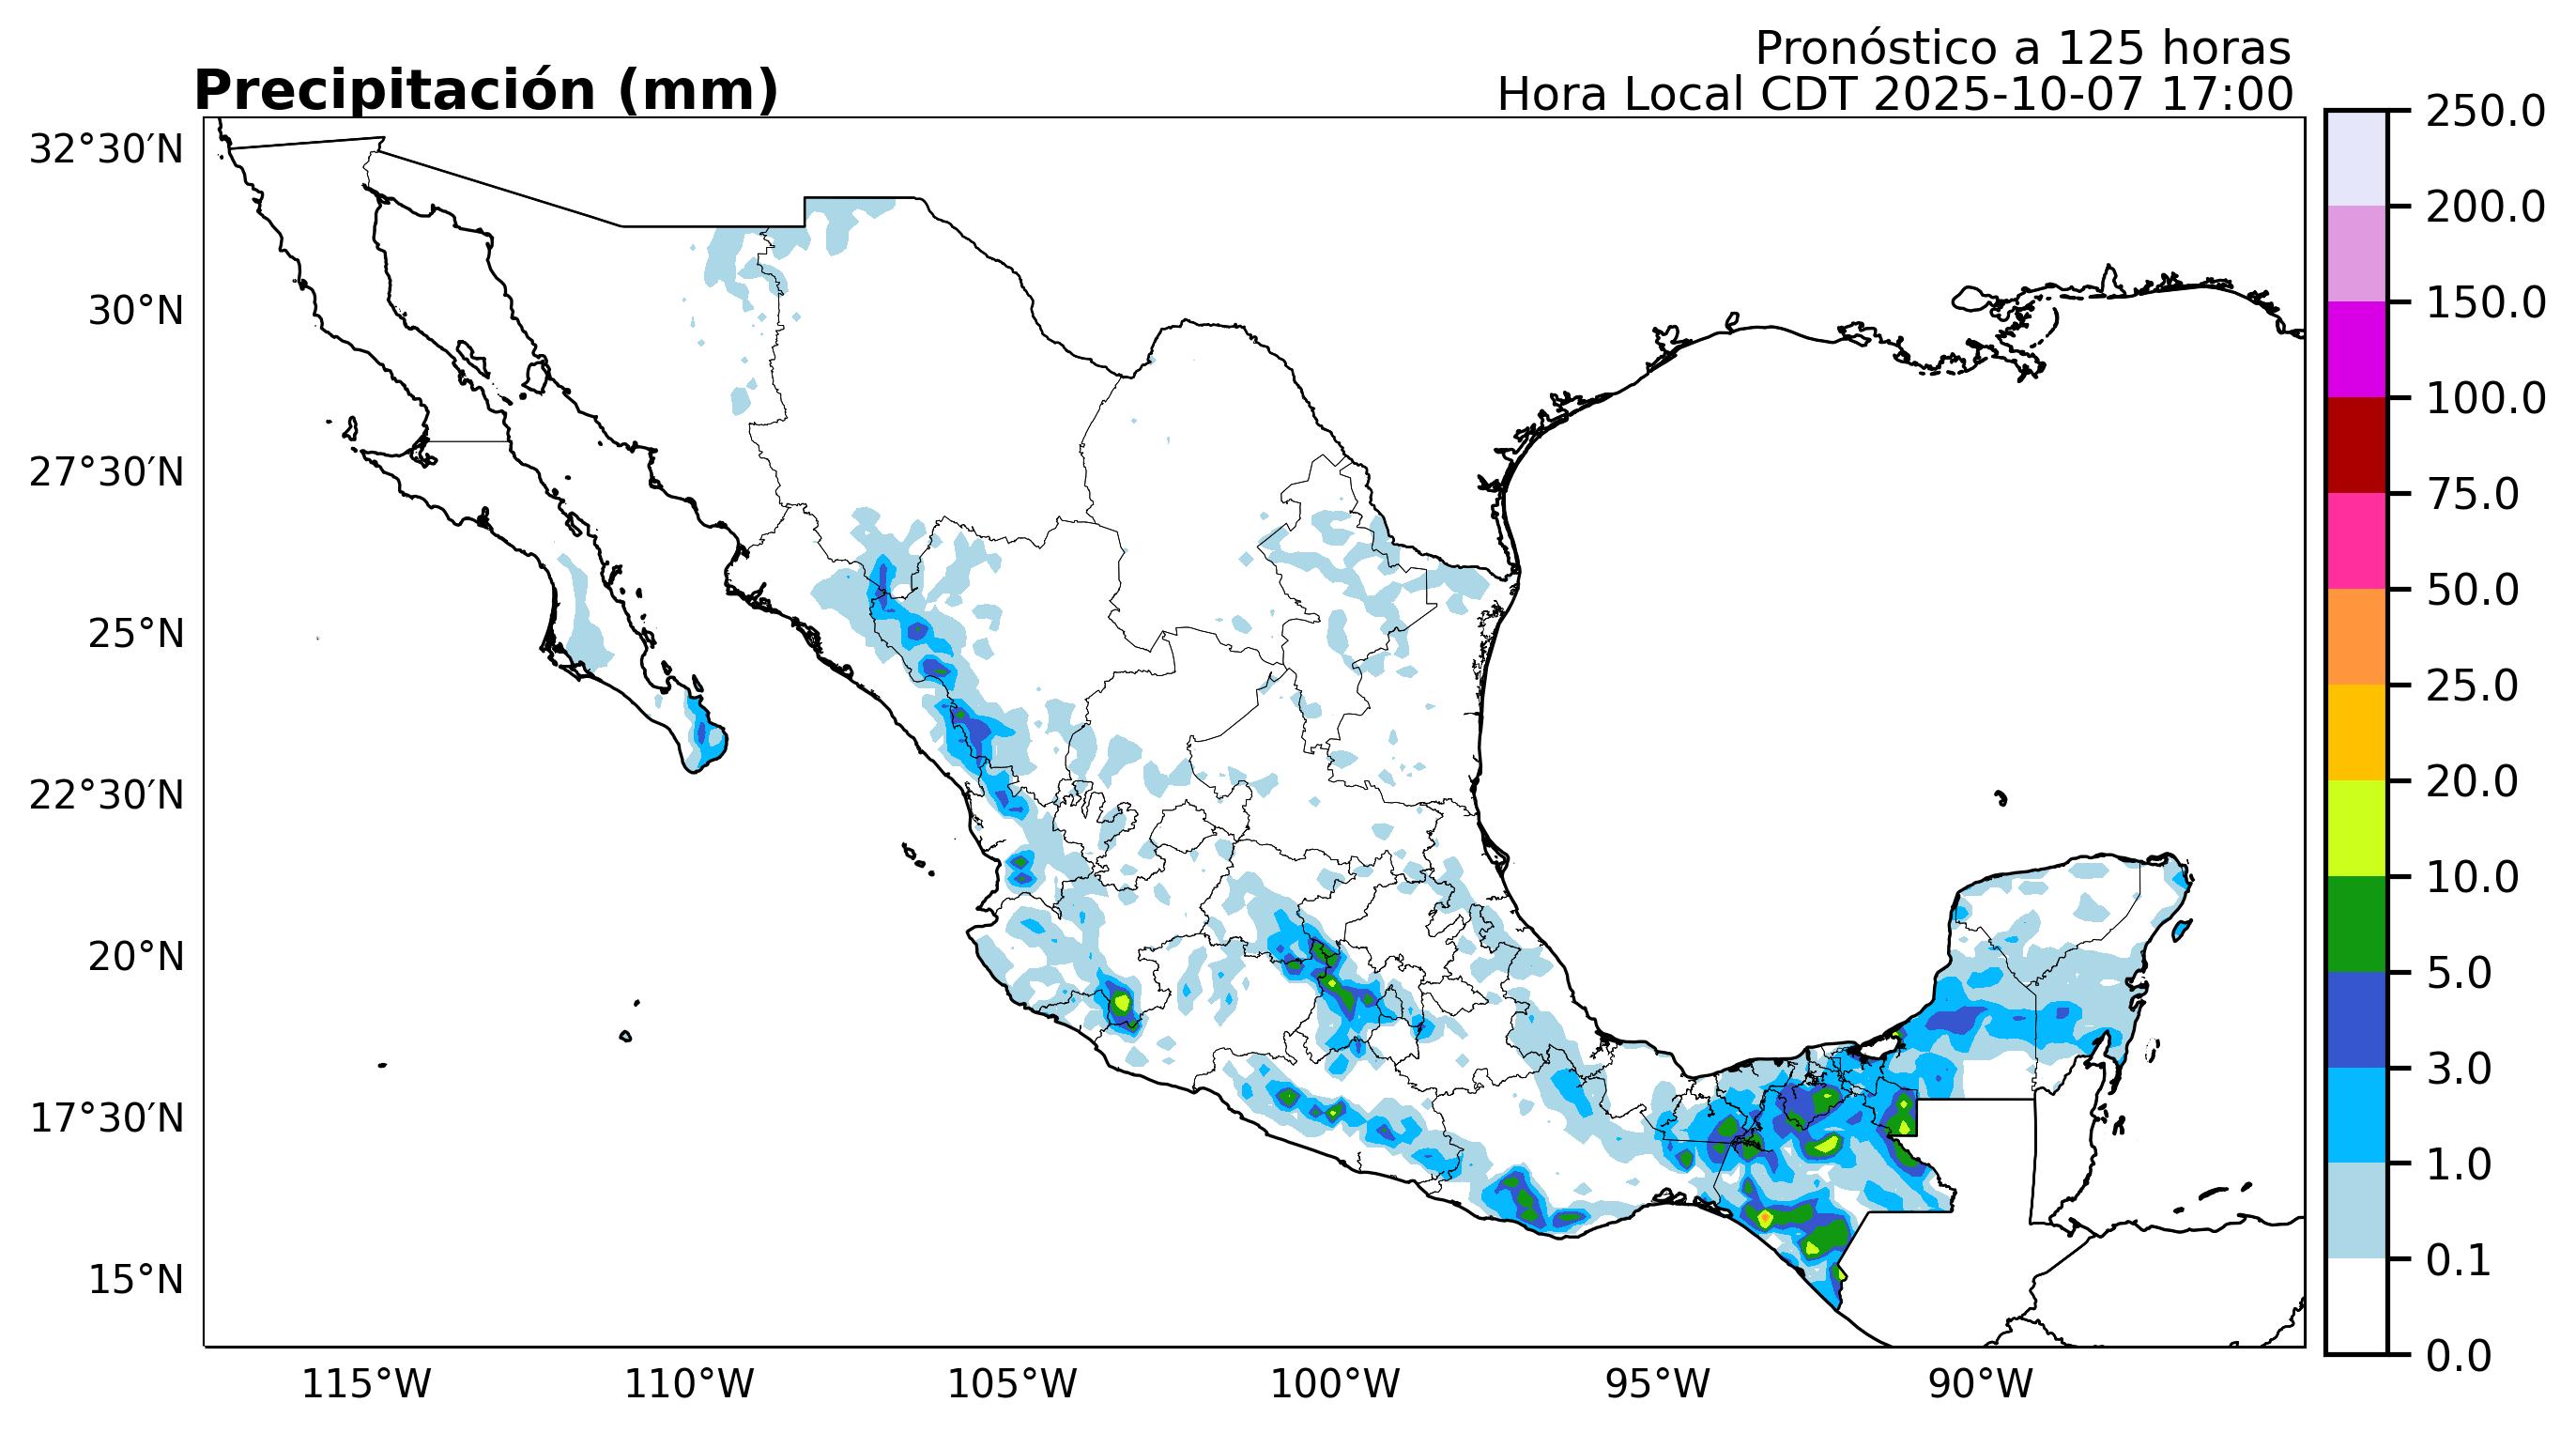 Pronóstico a 125 horas
Precipitación (mm)
Hora Local CDT 2025-10-07 17:00
32°30′N
30°N
27°30′N
25°N
22°30′N
20°N
17°30′N
15°N
115°W
110°W
105°W
100°W
95°W
90°W
250.0
200.0
150.0
100.0
75.0
50.0
25.0
20.0
10.0
5.0
3.0
1.0
0.1
0.0